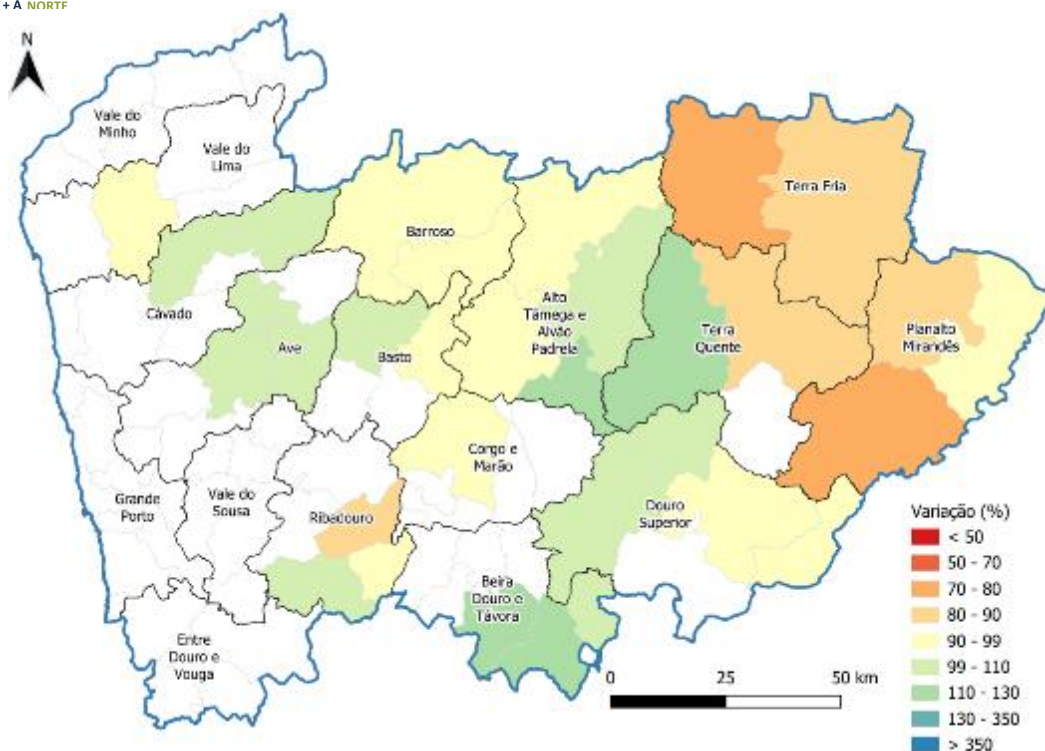 + A NORTE
N
Vale do
Minho
Vale do
Lima
Terra Fria
Barroso
Alto
Tâmega e
Alvão
Padrela
Cávado
Terra
Quente
Planalto
Mirandês
Ave
Basto
Corgo e
Marão
Grande
Porto
Vale do
Sousa
Ribadouro
Douro
Superior
Beira
Douro e
Távora
Entre
Douro e
Vouga
Variação (%)
< 50
50 - 70
70 - 80
80 - 90
90 - 99
99 - 110
110 - 130
130 - 350
> 350
0 25 50 km